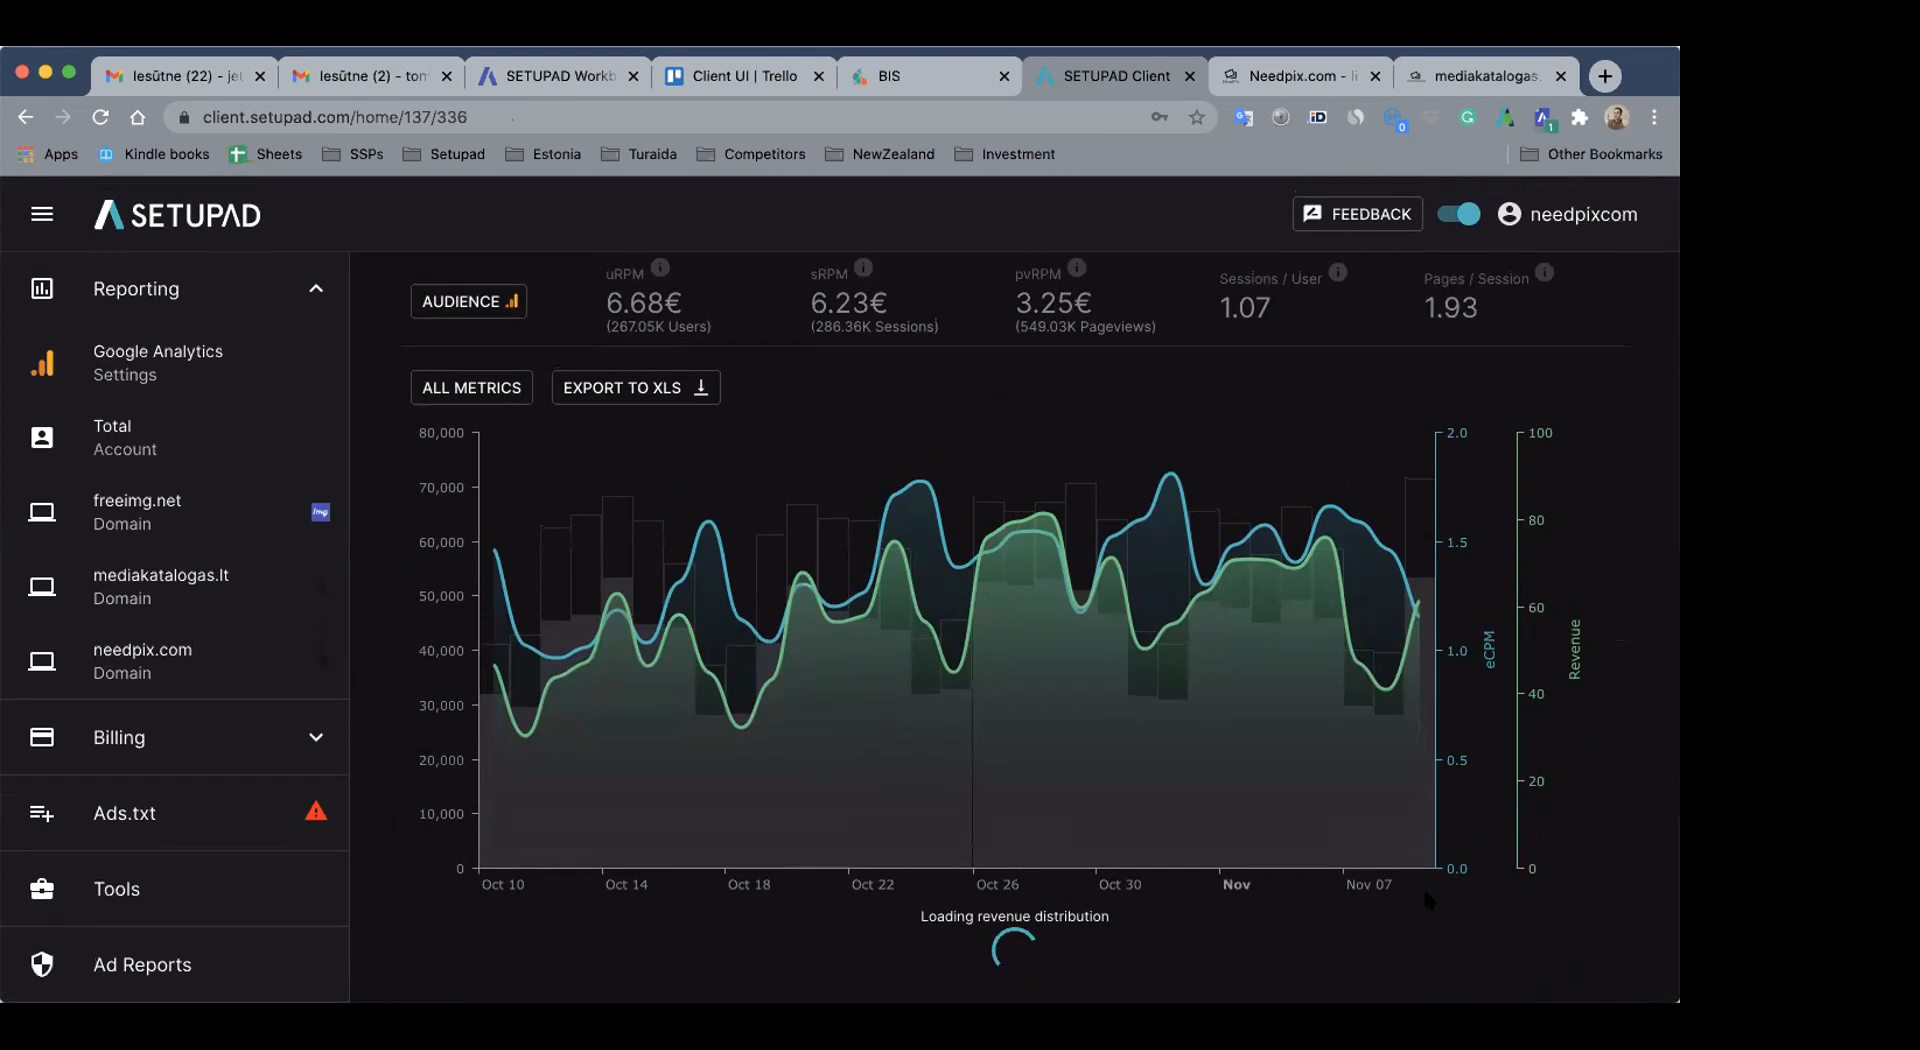 Iesūtne (22) - jet
Iesūtne (2) - tom
SETUPAD Workb
Client UI | Trello
BIS
SETUPAD Client
Needpix.com - li
mediakatalogas.
client.setupad.com/home/137/336
Apps
Kindle books
Sheets
SSPs
Setupad
Estonia
Turaida
Competitors
NewZealand
Investment
Other Bookmarks
SETUPAD
FEEDBACK
needpixcom
Reporting
Google Analytics
Settings
Total
Account
freeimg.net
Domain
mediakatalogas.lt
Domain
needpix.com
Domain
Billing
Ads.txt
Tools
Ad Reports
AUDIENCE
uRPM
6.68€
(267.05K Users)
sRPM
6.23€
(286.36K Sessions)
pvRPM
3.25€
(549.03K Pageviews)
Sessions / User
1.07
Pages / Session
1.93
ALL METRICS
EXPORT TO XLS
80,000
70,000
60,000
50,000
40,000
30,000
20,000
10,000
0
2.0
1.5
1.0
0.5
0.0
eCPM
100
80
60
40
20
0
Revenue
Oct 10
Oct 14
Oct 18
Oct 22
Oct 26
Oct 30
Nov
Nov 07
Loading revenue distribution